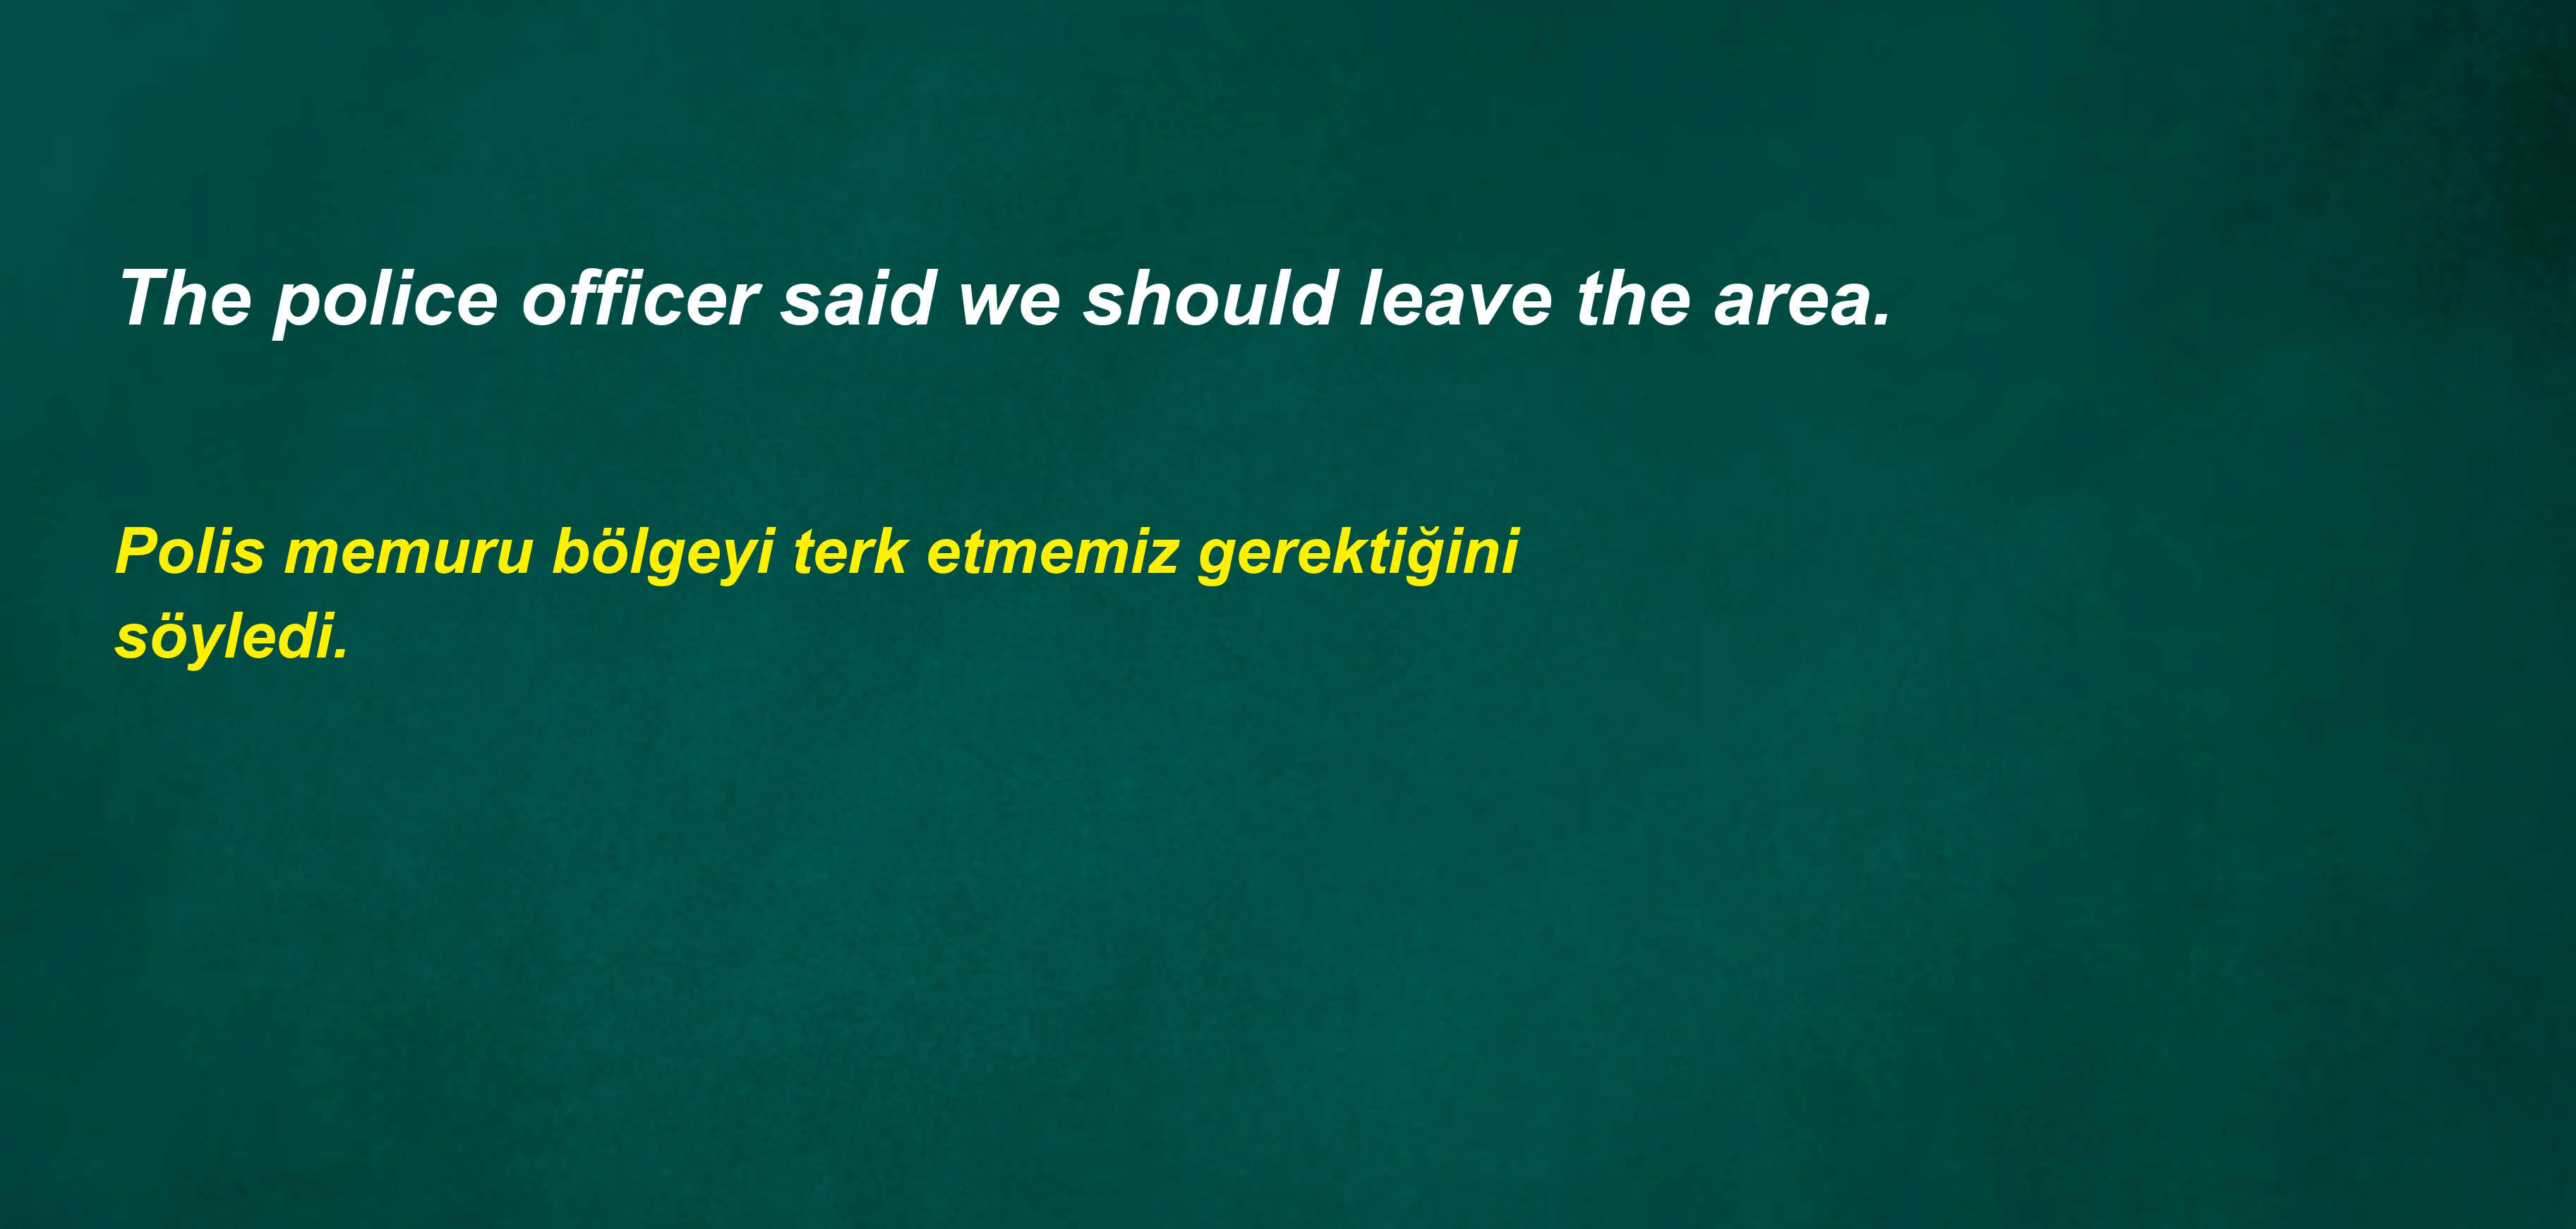 The police officer said we should leave the area.
Polis memuru bölgeyi terk etmemiz gerektiğini
söyledi.